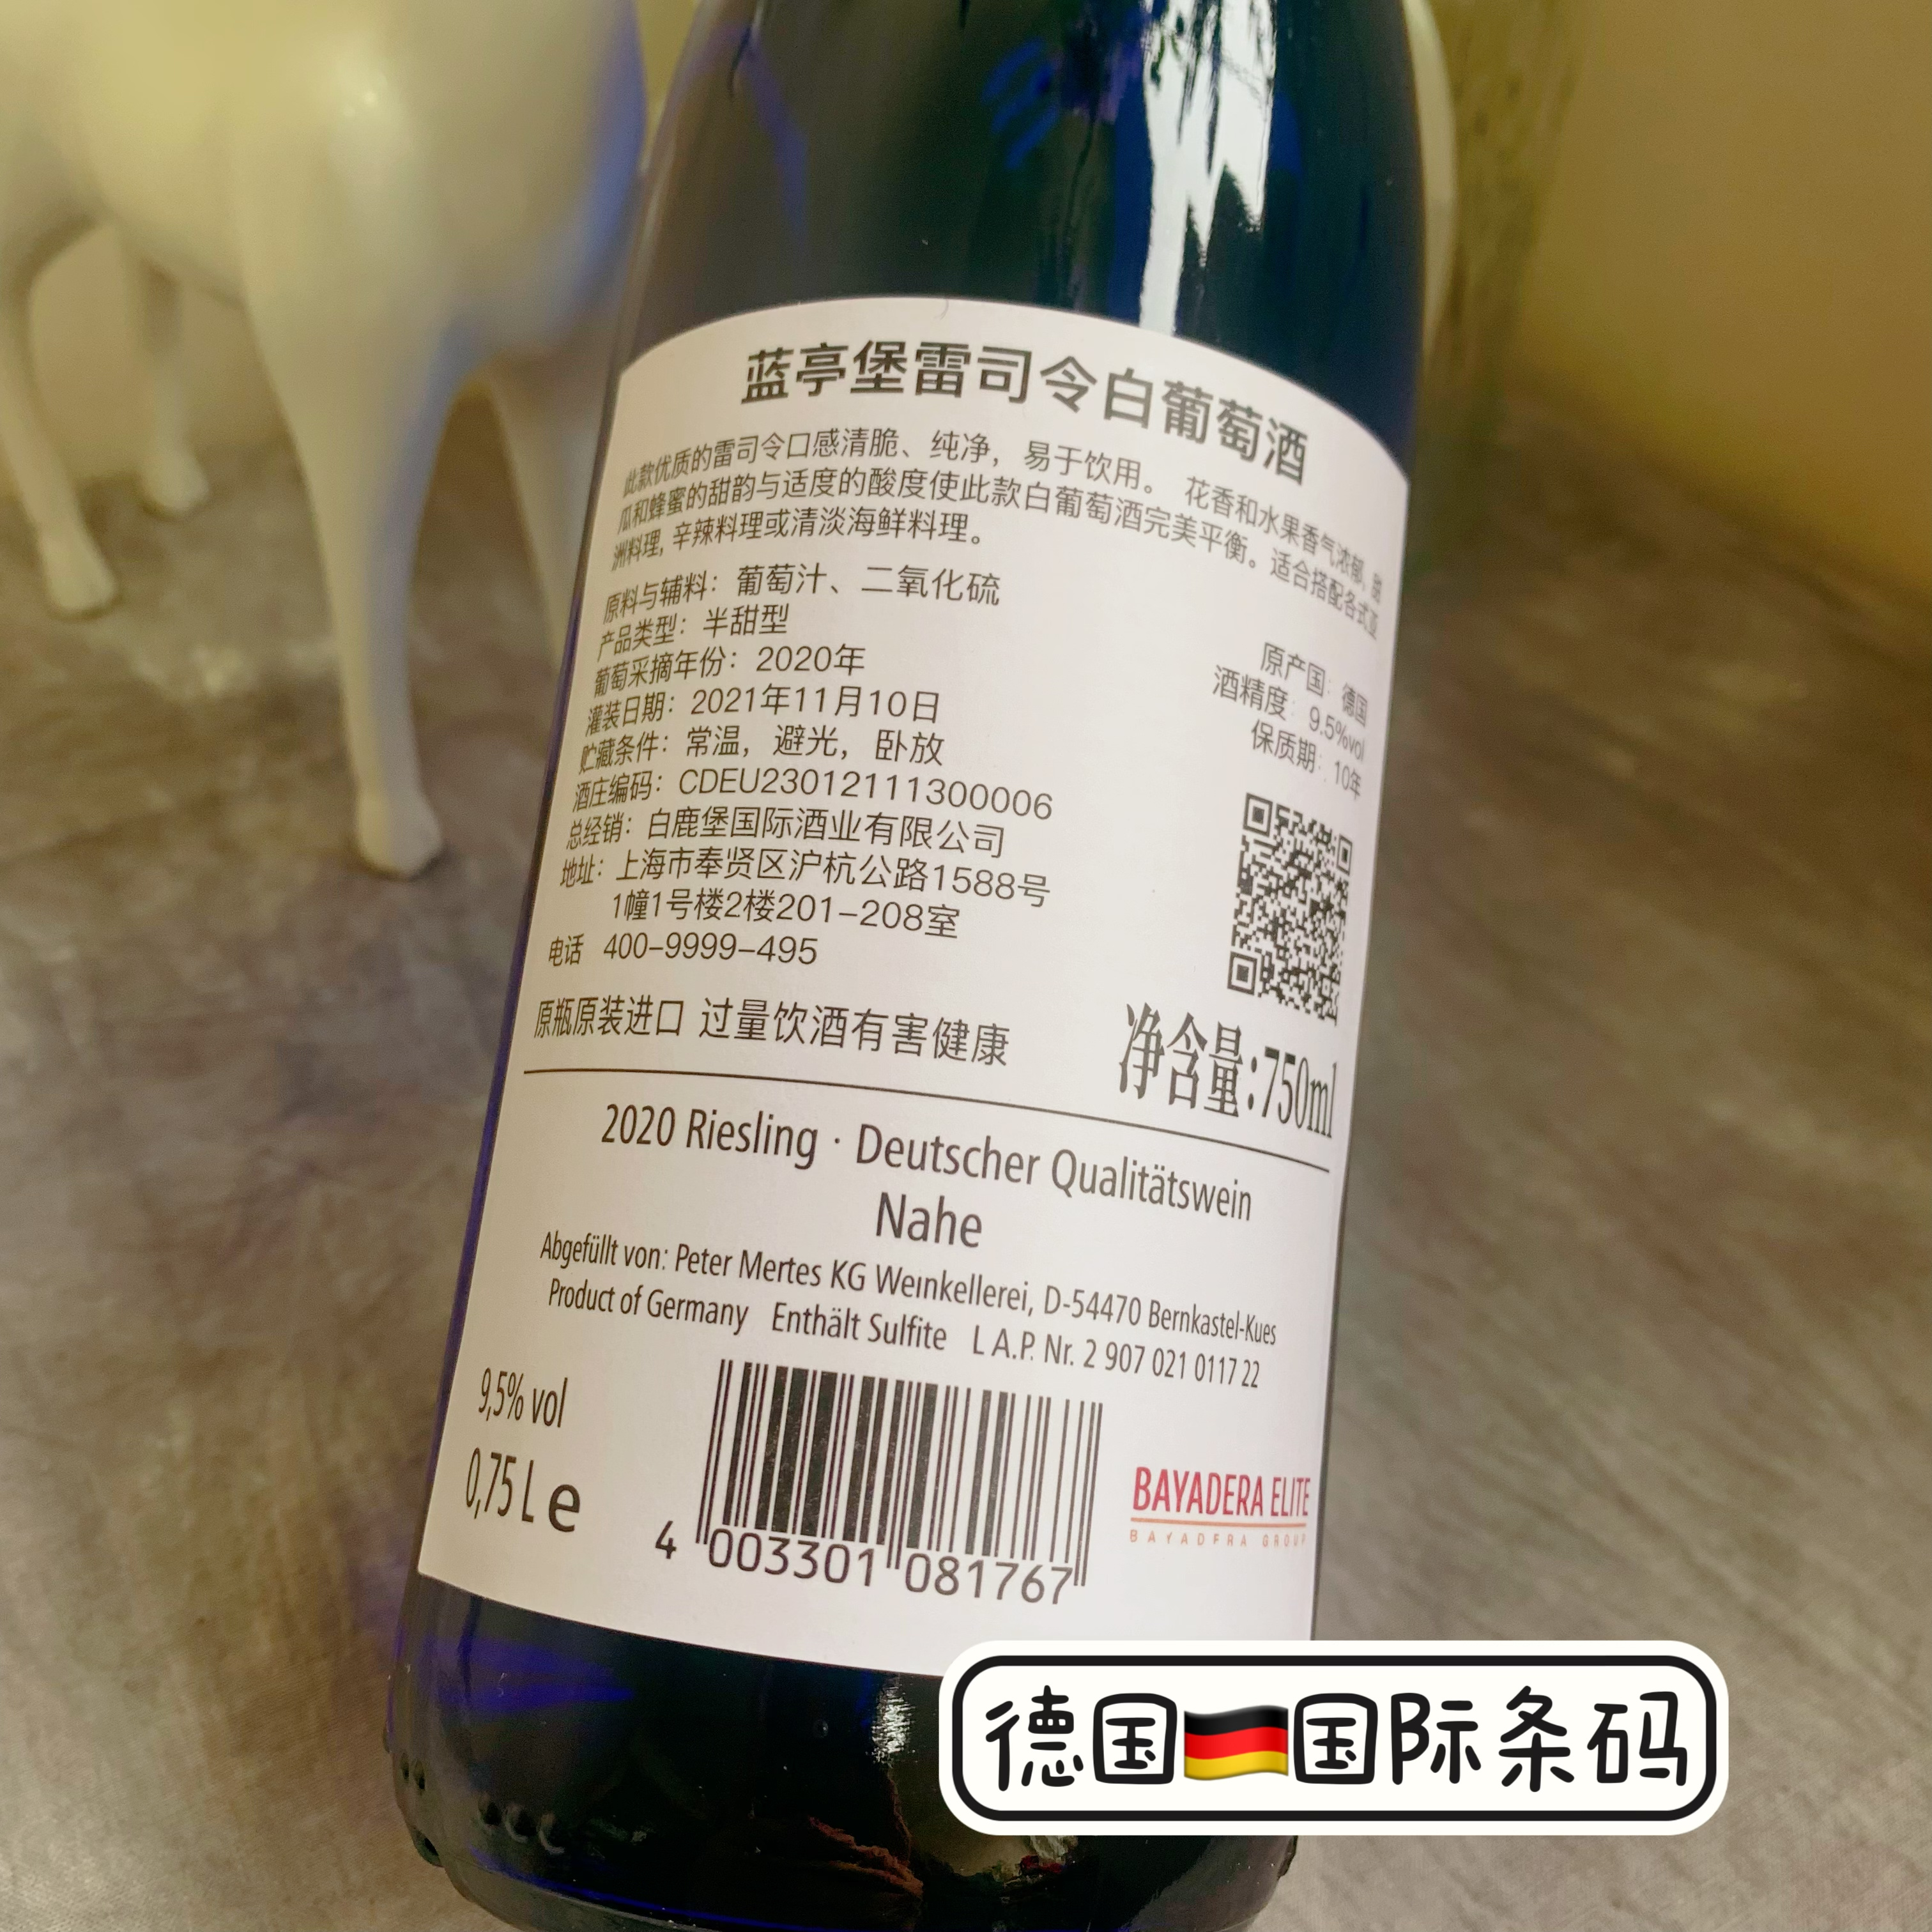 蓝亭堡雷司令白葡萄酒
此款优质的雷司令口感清脆、纯净，易于饮用。 花香和水果香气浓郁, 甜
瓜和蜂蜜的甜韵与适度的酸度使此款白葡萄酒完美平衡。适合搭配各式亚
洲料理, 辛辣料理或清淡海鲜料理。
原料与辅料：葡萄汁、二氧化硫
产品类型：半甜型
葡萄采摘年份：2020年
灌装日期：2021年11月10日
贮藏条件：常温，避光，卧放
酒庄编码：CDEU23012111300006
总经销：白鹿堡国际酒业有限公司
地址：上海市奉贤区沪杭公路1588号
1幢1号楼2楼201-208室
电话 400-9999-495
原产国：德国
酒精度：9.5%vol
保质期：10年
原瓶原装进口 过量饮酒有害健康
净含量:750ml
2020 Riesling · Deutscher Qualitätswein
Nahe
Abgefüllt von: Peter Mertes KG Weinkellerei, D-54470 Bernkastel-Kues
Product of Germany Enthält Sulfite L A.P. Nr. 2 907 021 0117 22
9,5% vol
0,75 L e
4 003301 081767
BAYADERA ELITE
BAYADERA GROUP
德国🇩🇪国际条码